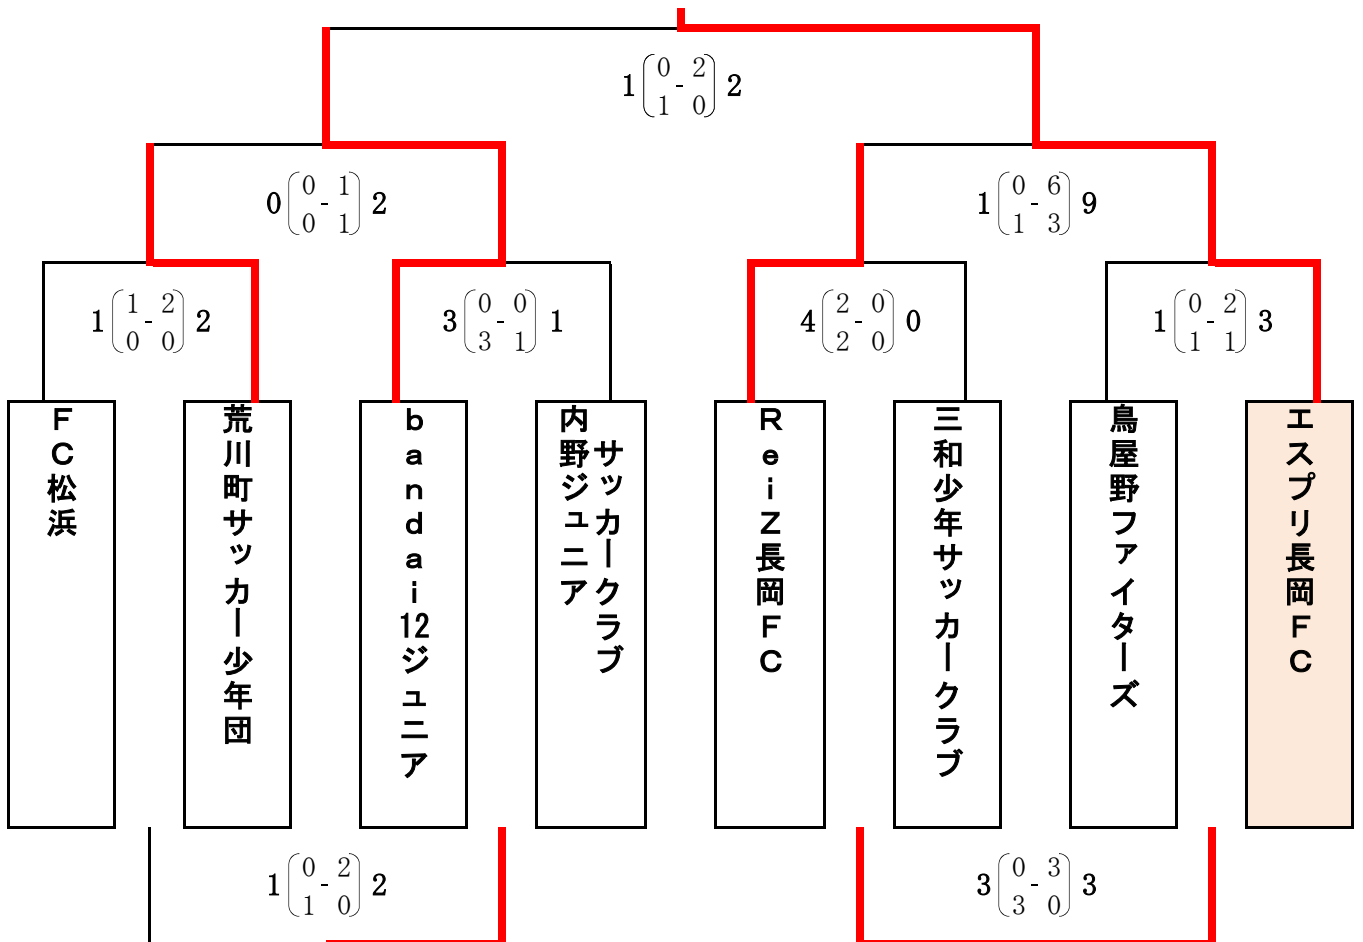 1 (0 - 2) 2
(1 0)
0 (0 - 1) 2
(0 1)
1 (0 - 6) 9
(1 3)
1 (1 - 2) 2
(0 0)
3 (0 - 0) 1
(3 1)
4 (2 - 0) 0
(2 0)
1 (0 - 2) 3
(1 1)
FC松浜
荒川町サッカー少年団
bandai12ジュニア
内野ジュニア
サッカークラブ
ReiZ長岡FC
三和少年サッカークラブ
鳥屋野ファイターズ
エスプリ長岡FC
1 (0 - 2) 2
(1 0)
3 (0 - 3) 3
(3 0)